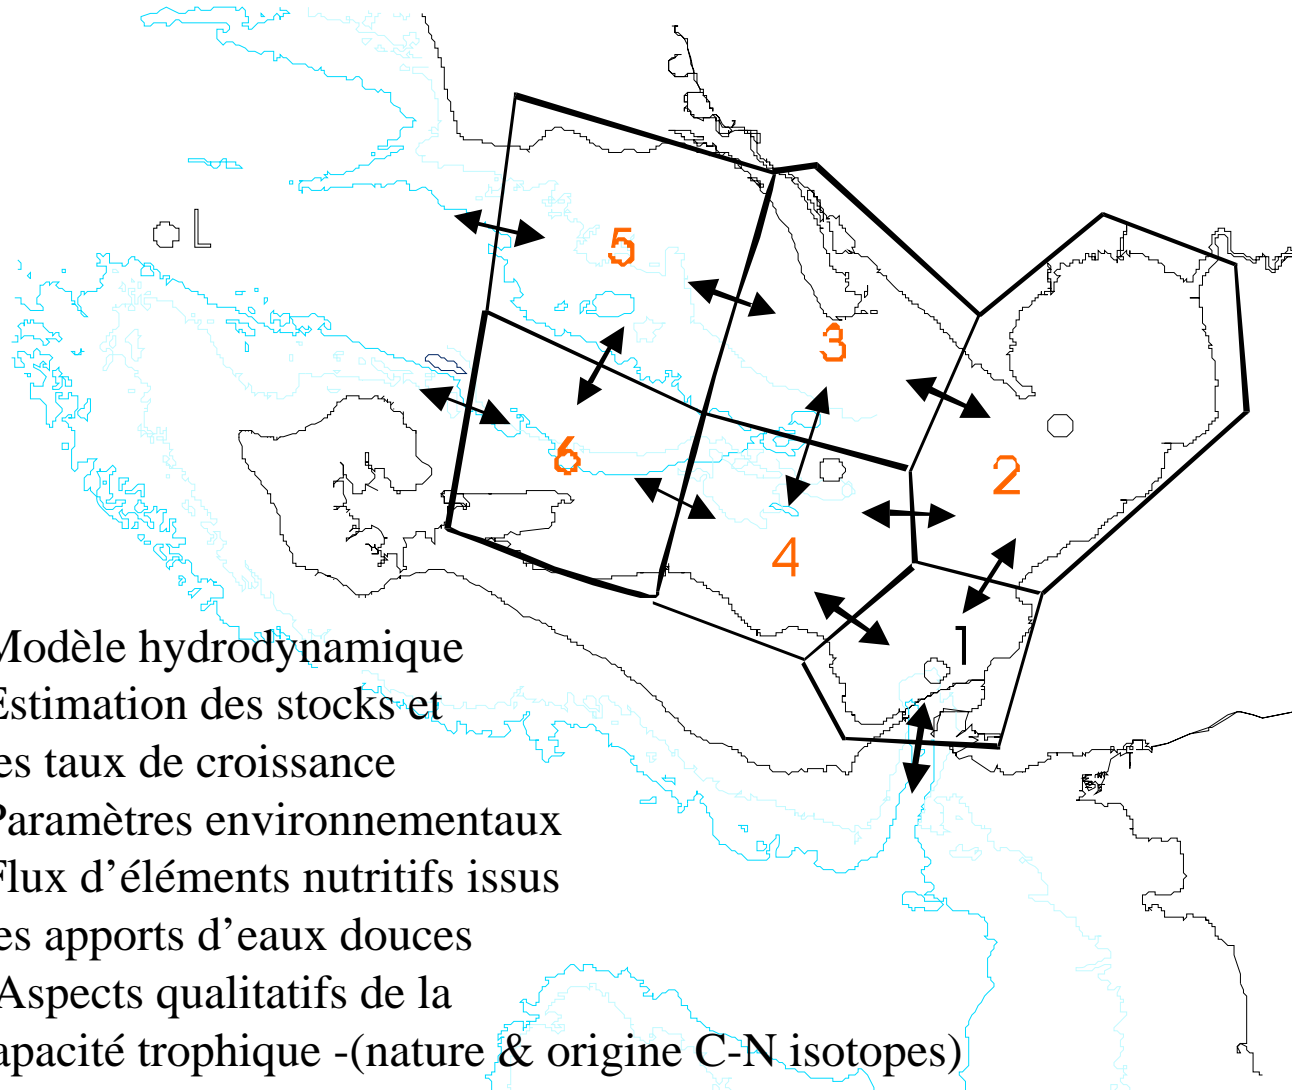 L
5
3
6
2
4
1
Modèle hydrodynamique
Estimation des stocks et
es taux de croissance
Paramètres environnementaux
Flux d’éléments nutritifs issus
es apports d’eaux douces
Aspects qualitatifs de la
apacité trophique -(nature & origine C-N isotopes)